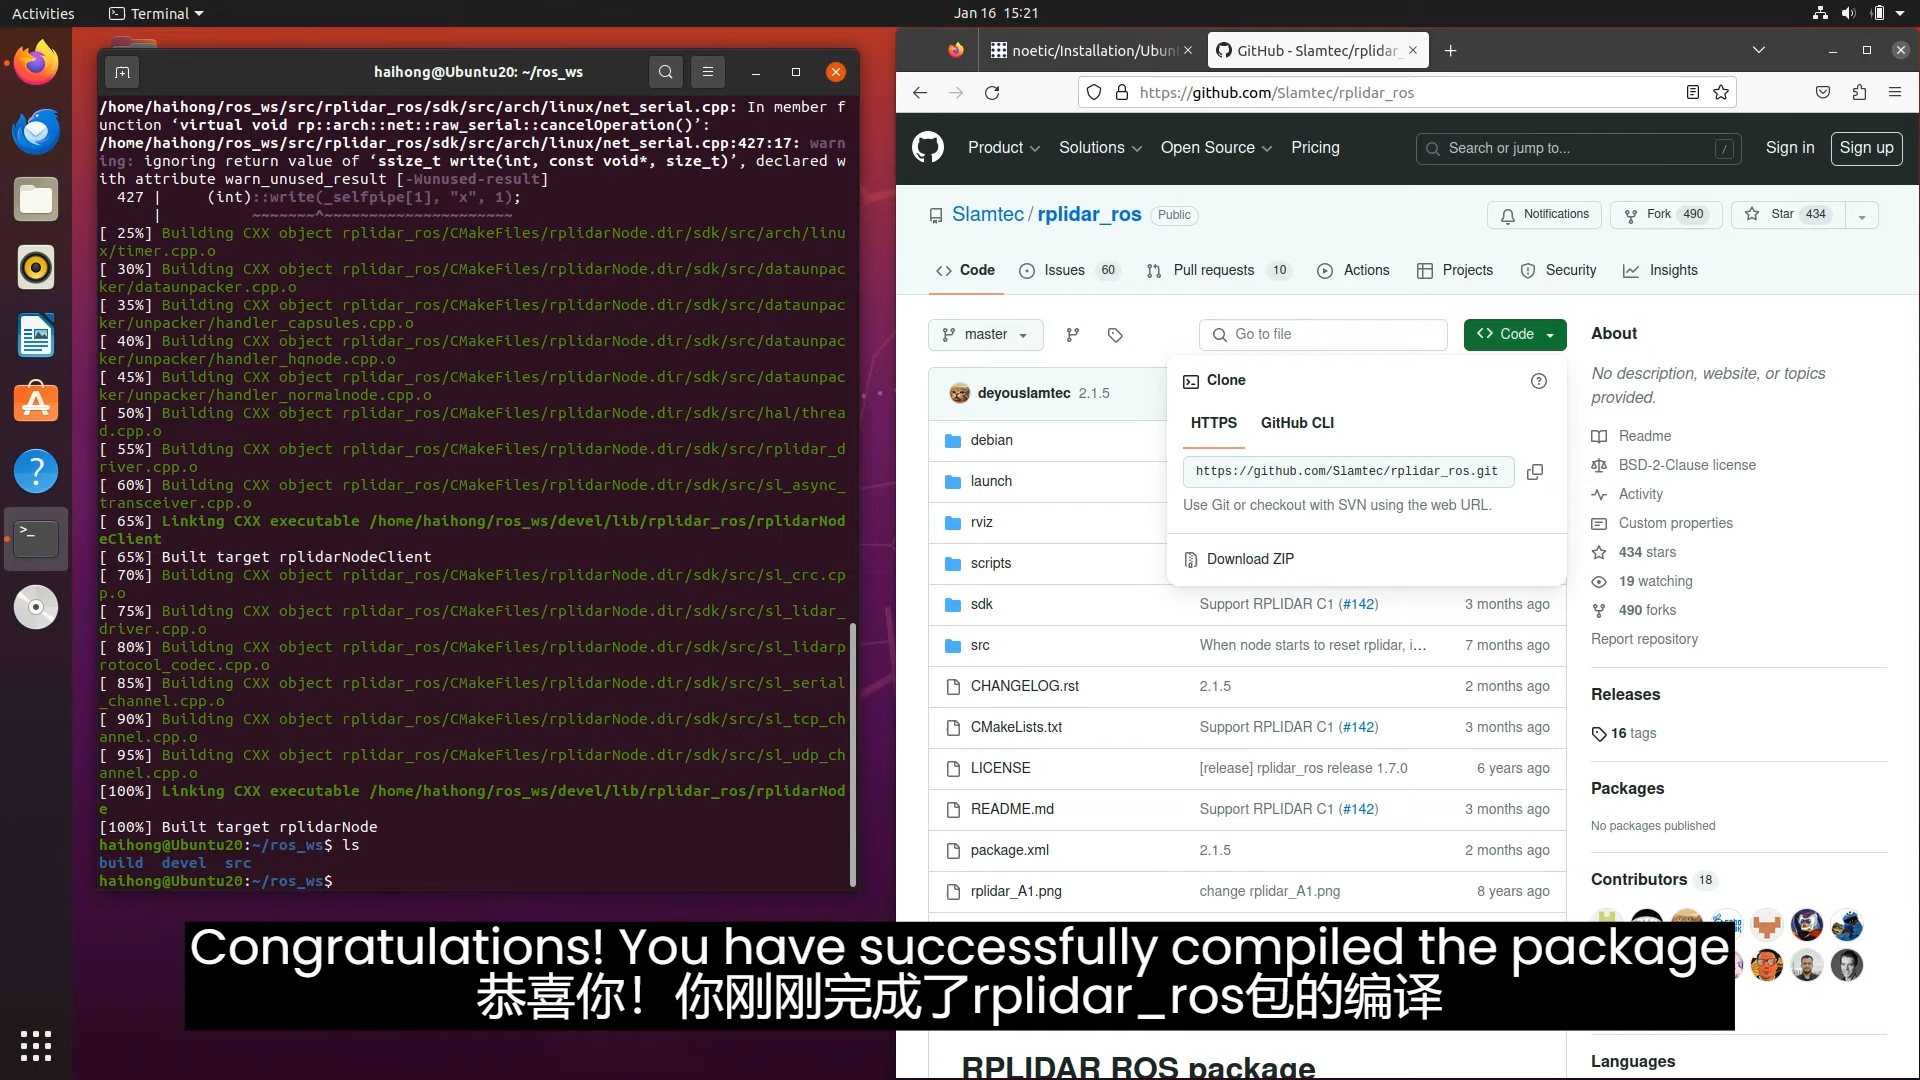 Activities
Terminal
Jan 16 15:21
haihong@Ubuntu20: ~/ros_ws
/home/haihong/ros_ws/src/rplidar_ros/sdk/src/arch/linux/net_serial.cpp: In member f
unction ‘virtual void rp::arch::net::raw_serial::cancelOperation()’:
/home/haihong/ros_ws/src/rplidar_ros/sdk/src/arch/linux/net_serial.cpp:427:17: warn
ing: ignoring return value of ‘ssize_t write(int, const void*, size_t)’, declared w
ith attribute warn_unused_result [-Wunused-result]
427 |     (int)::write(_selfpipe[1], "x", 1);
|          ~~~~~~~^~~~~~~~~~~~~~~~~~~~~~
[ 25%] Building CXX object rplidar_ros/CMakeFiles/rplidarNode.dir/sdk/src/arch/linu
x/timer.cpp.o
[ 30%] Building CXX object rplidar_ros/CMakeFiles/rplidarNode.dir/sdk/src/dataunpac
ker/dataunpacker.cpp.o
[ 35%] Building CXX object rplidar_ros/CMakeFiles/rplidarNode.dir/sdk/src/dataunpac
ker/unpacker/handler_capsules.cpp.o
[ 40%] Building CXX object rplidar_ros/CMakeFiles/rplidarNode.dir/sdk/src/dataunpac
ker/unpacker/handler_hqnode.cpp.o
[ 45%] Building CXX object rplidar_ros/CMakeFiles/rplidarNode.dir/sdk/src/dataunpac
ker/unpacker/handler_normalnode.cpp.o
[ 50%] Building CXX object rplidar_ros/CMakeFiles/rplidarNode.dir/sdk/src/hal/threa
d.cpp.o
[ 55%] Building CXX object rplidar_ros/CMakeFiles/rplidarNode.dir/sdk/src/rplidar_d
river.cpp.o
[ 60%] Building CXX object rplidar_ros/CMakeFiles/rplidarNode.dir/sdk/src/sl_async_
transceiver.cpp.o
[ 65%] Linking CXX executable /home/haihong/ros_ws/devel/lib/rplidar_ros/rplidarNod
eClient
[ 65%] Built target rplidarNodeClient
[ 70%] Building CXX object rplidar_ros/CMakeFiles/rplidarNode.dir/sdk/src/sl_crc.cp
p.o
[ 75%] Building CXX object rplidar_ros/CMakeFiles/rplidarNode.dir/sdk/src/sl_lidar_
driver.cpp.o
[ 80%] Building CXX object rplidar_ros/CMakeFiles/rplidarNode.dir/sdk/src/sl_lidarp
rotocol_codec.cpp.o
[ 85%] Building CXX object rplidar_ros/CMakeFiles/rplidarNode.dir/sdk/src/sl_serial
_channel.cpp.o
[ 90%] Building CXX object rplidar_ros/CMakeFiles/rplidarNode.dir/sdk/src/sl_tcp_ch
annel.cpp.o
[ 95%] Building CXX object rplidar_ros/CMakeFiles/rplidarNode.dir/sdk/src/sl_udp_ch
annel.cpp.o
[100%] Linking CXX executable /home/haihong/ros_ws/devel/lib/rplidar_ros/rplidarNod
e
[100%] Built target rplidarNode
haihong@Ubuntu20:~/ros_ws$ ls
build devel src
haihong@Ubuntu20:~/ros_ws$
noetic/Installation/Ubun
GitHub - Slamtec/rplidar_
https://github.com/Slamtec/rplidar_ros
Product
Solutions
Open Source
Pricing
Search or jump to... /
Sign in
Sign up
Slamtec / rplidar_ros Public
Notifications
Fork 490
Star 434
Code
Issues 60
Pull requests 10
Actions
Projects
Security
Insights
master
Go to file
Code
Clone
HTTPS
GitHub CLI
https://github.com/Slamtec/rplidar_ros.git
Use Git or checkout with SVN using the web URL.
Download ZIP
deyouslamtec 2.1.5
debian
launch
rviz
scripts
sdk Support RPLIDAR C1 (#142) 3 months ago
src When node starts to reset rplidar, i... 7 months ago
CHANGELOG.rst 2.1.5 2 months ago
CMakeLists.txt Support RPLIDAR C1 (#142) 3 months ago
LICENSE [release] rplidar_ros release 1.7.0 6 years ago
README.md Support RPLIDAR C1 (#142) 3 months ago
package.xml 2.1.5 2 months ago
rplidar_A1.png change rplidar_A1.png 8 years ago
About
No description, website, or topics
provided.
Readme
BSD-2-Clause license
Activity
Custom properties
434 stars
19 watching
490 forks
Report repository
Releases
16 tags
Packages
No packages published
Contributors 18
Congratulations! You have successfully compiled the package
恭喜你！你刚刚完成了rplidar_ros包的编译
RPLIDAR ROS package
Languages